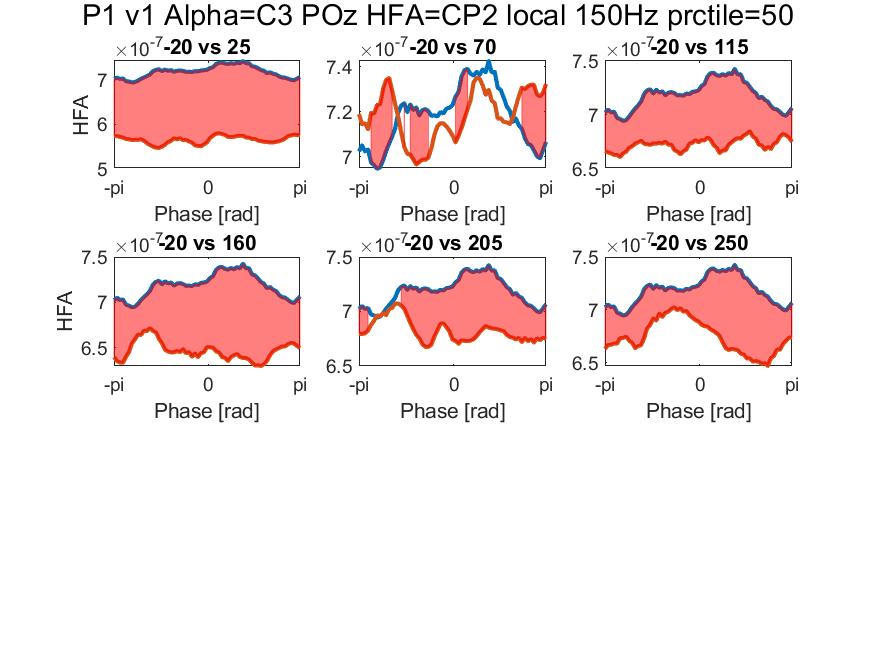 P1 v1 Alpha=C3 POz HFA=CP2 local 150Hz prctile=50
×10-7
-20 vs 25
7
6
5
HFA
-pi 0 pi
Phase [rad]
×10-7
-20 vs 70
7.4
7.2
7
-pi 0 pi
Phase [rad]
×10-7
-20 vs 115
7.5
7
6.5
-pi 0 pi
Phase [rad]
×10-7
-20 vs 160
7.5
7
6.5
HFA
-pi 0 pi
Phase [rad]
×10-7
-20 vs 205
7.5
7
6.5
-pi 0 pi
Phase [rad]
×10-7
-20 vs 250
7.5
7
6.5
-pi 0 pi
Phase [rad]